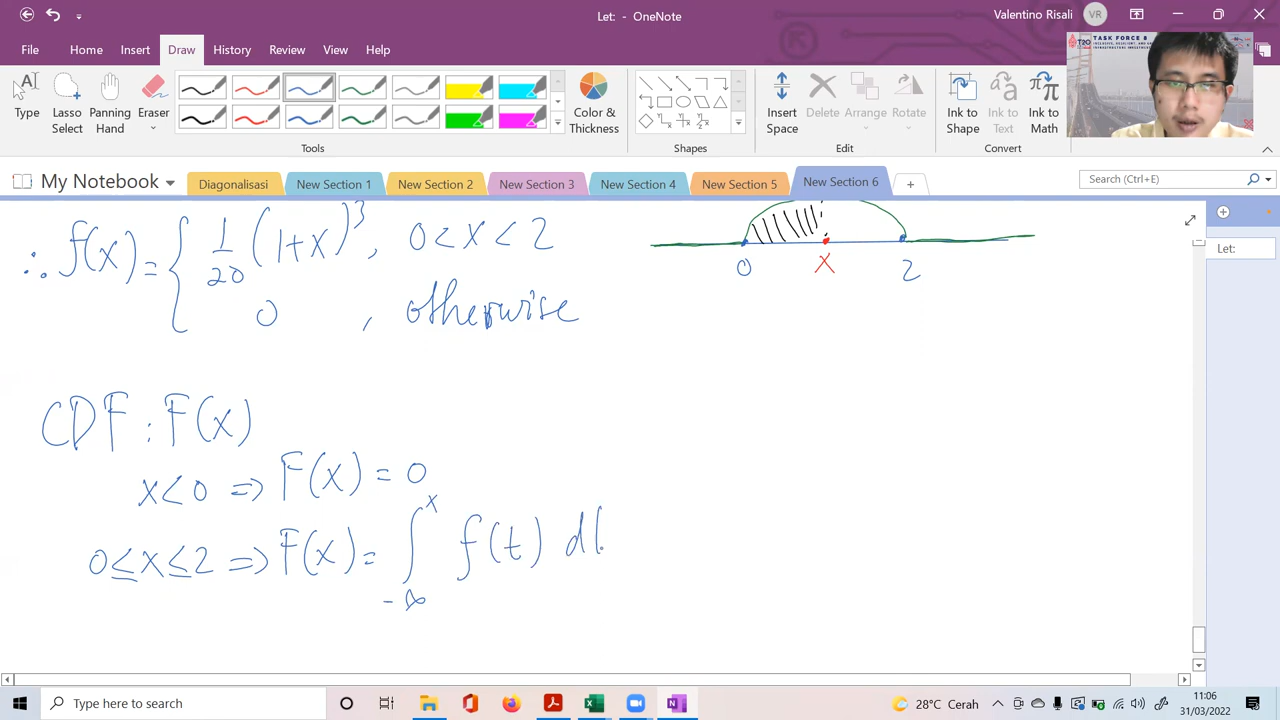 Let: - OneNote
Valentino Risali VR
File Home Insert Draw History Review View Help
TASK FORCE 8
Type
Lasso Select
Panning Hand
Eraser
Color & Thickness
Insert Space
Delete
Arrange
Rotate
Ink to Shape
Ink to Text
Ink to Math
Tools
Shapes
Edit
Convert
My Notebook
Diagonalisasi
New Section 1
New Section 2
New Section 3
New Section 4
New Section 5
New Section 6
+
Search (Ctrl+E)
Let:
∴ f(x) = { 1/20 (1+x)^3, 0<x<2
0 , otherwise
0 x 2
CDF : F(x)
x<0 => F(x) = 0
0≤x≤2 => F(x) = ∫_{-∞}^{x} f(t) d
Type here to search
28°C Cerah
11:06
31/03/2022